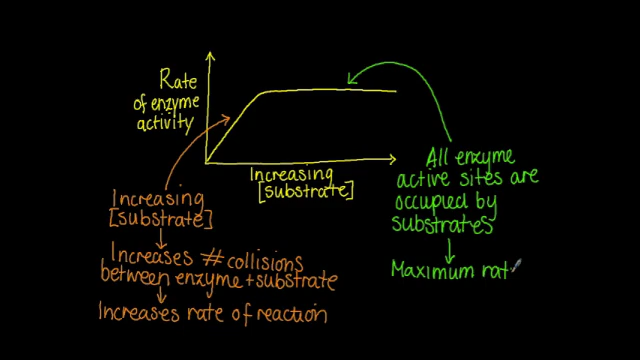 Rate
of enzyme
activity
Increasing
[substrate]
Increasing
[substrate]
Increases # collisions
between enzyme + substrate
Increases rate of reaction
All enzyme
active sites are
occupied by
substrates
Maximum rat